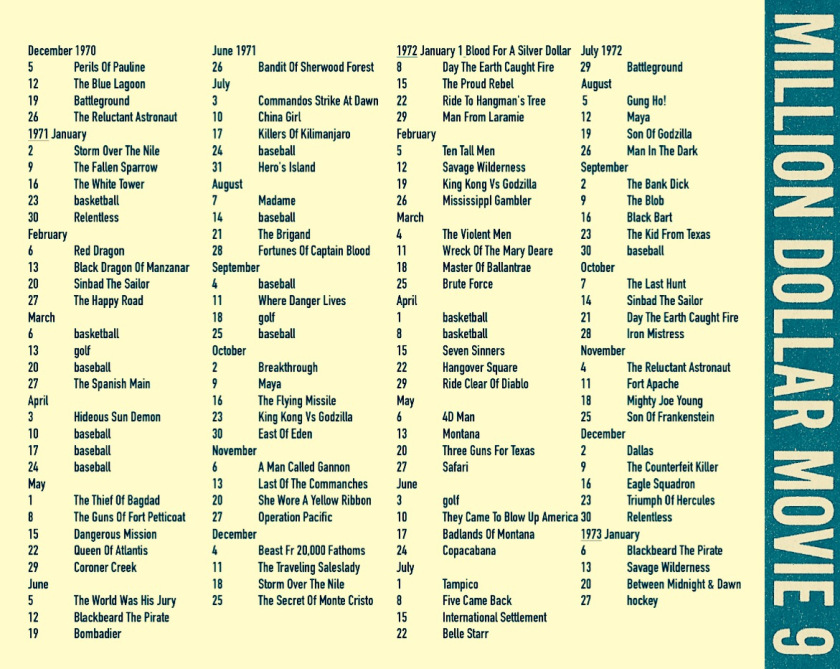 December 1970
5 Perils Of Pauline
12 The Blue Lagoon
19 Battleground
26 The Reluctant Astronaut
1971 January
2 Storm Over The Nile
9 The Fallen Sparrow
16 The White Tower
23 basketball
30 Relentless
February
6 Red Dragon
13 Black Dragon Of Manzanar
20 Sinbad The Sailor
27 The Happy Road
March
6 basketball
13 golf
20 baseball
27 The Spanish Main
April
3 Hideous Sun Demon
10 baseball
17 baseball
24 baseball
May
1 The Thief Of Bagdad
8 The Guns Of Fort Petticoat
15 Dangerous Mission
22 Queen Of Atlantis
29 Coroner Creek
June
5 The World Was His Jury
12 Blackbeard The Pirate
19 Bombadier
June 1971
26 Bandit Of Sherwood Forest
July
3 Commandos Strike At Dawn
10 China Girl
17 Killers Of Kilimanjaro
24 baseball
31 Hero's Island
August
7 Madame
14 baseball
21 The Brigand
28 Fortunes Of Captain Blood
September
4 baseball
11 Where Danger Lives
18 golf
25 baseball
October
2 Breakthrough
9 Maya
16 The Flying Missile
23 King Kong Vs Godzilla
30 East Of Eden
November
6 A Man Called Gannon
13 Last Of The Commanches
20 She Wore A Yellow Ribbon
27 Operation Pacific
December
4 Beast Fr 20,000 Fathoms
11 The Traveling Saleslady
18 Storm Over The Nile
25 The Secret Of Monte Cristo
1972 January 1 Blood For A Silver Dollar
8 Day The Earth Caught Fire
15 The Proud Rebel
22 Ride To Hangman's Tree
29 Man From Laramie
February
5 Ten Tall Men
12 Savage Wilderness
19 King Kong Vs Godzilla
26 MississippI Gambler
March
4 The Violent Men
11 Wreck Of The Mary Deare
18 Master Of Ballantrae
25 Brute Force
April
1 basketball
8 basketball
15 Seven Sinners
22 Hangover Square
29 Ride Clear Of Diablo
May
6 4D Man
13 Montana
20 Three Guns For Texas
27 Safari
June
3 golf
10 They Came To Blow Up America
17 Badlands Of Montana
24 Copacabana
July
1 Tampico
8 Five Came Back
15 International Settlement
22 Belle Starr
July 1972
29 Battleground
August
5 Gung Ho!
12 Maya
19 Son Of Godzilla
26 Man In The Dark
September
2 The Bank Dick
9 The Blob
16 Black Bart
23 The Kid From Texas
30 baseball
October
7 The Last Hunt
14 Sinbad The Sailor
21 Day The Earth Caught Fire
28 Iron Mistress
November
4 The Reluctant Astronaut
11 Fort Apache
18 Mighty Joe Young
25 Son Of Frankenstein
December
2 Dallas
9 The Counterfeit Killer
16 Eagle Squadron
23 Triumph Of Hercules
30 Relentless
1973 January
6 Blackbeard The Pirate
13 Savage Wilderness
20 Between Midnight & Dawn
27 hockey
MILLION DOLLAR MOVIE 9